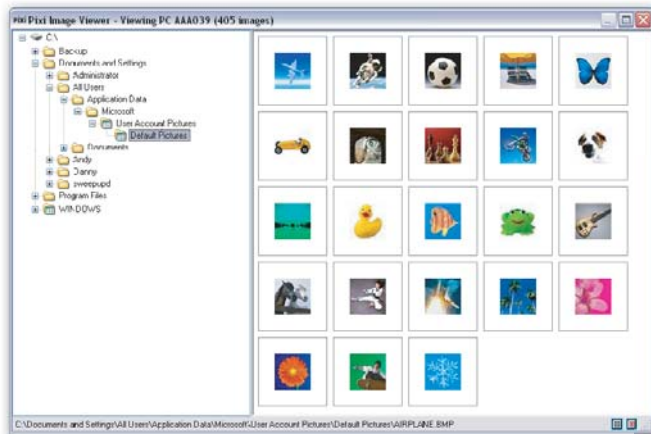 Pixi Image Viewer - Viewing PC AAA039 (405 images)
C:\
Backup
Documents and Settings
Administrator
All Users
Application Data
Microsoft
User Account Pictures
Default Pictures
Documents
Andy
Danny
sweepupd
Program Files
WINDOWS
C:\Documents and Settings\All Users\Application Data\Microsoft\User Account Pictures\Default Pictures\AIRPLANE.BMP